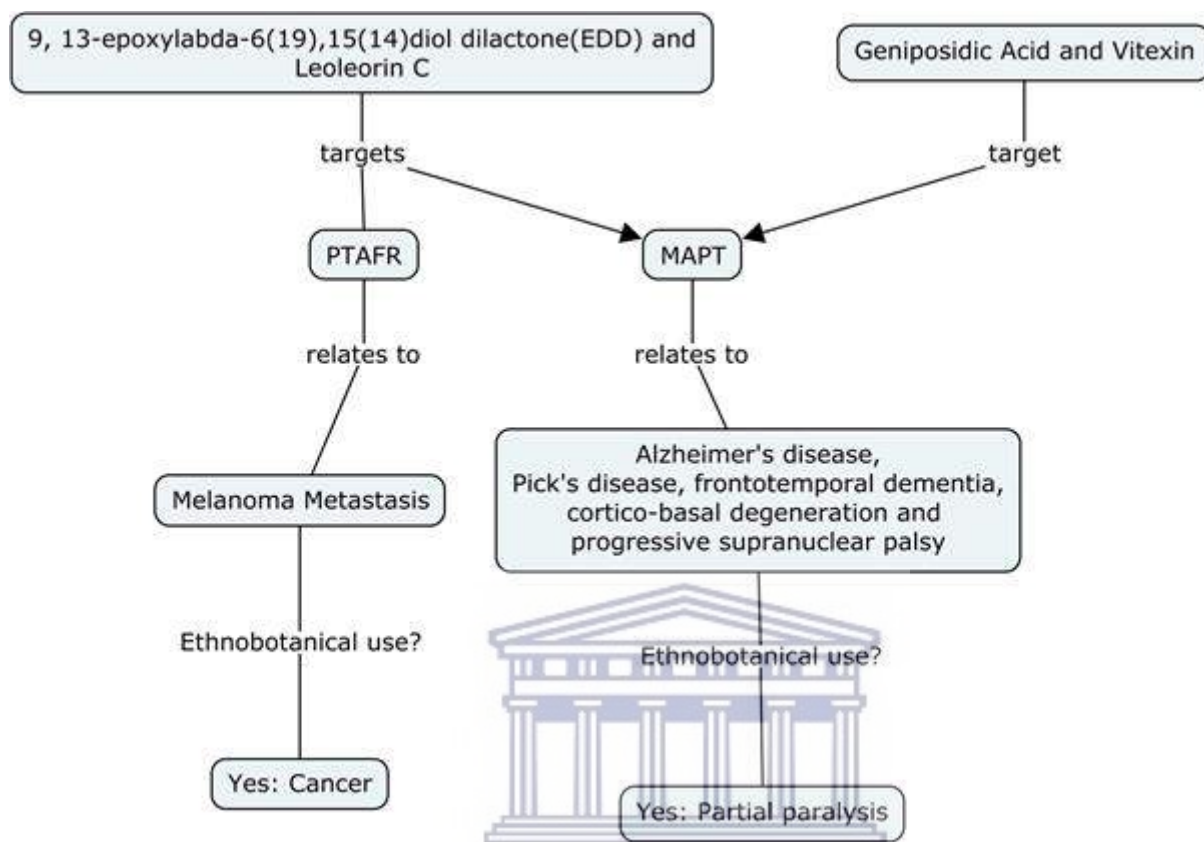 9, 13-epoxylabda-6(19),15(14)diol dilactone(EDD) and
Leoleorin C
Geniposidic Acid and Vitexin
targets
target
PTAFR
MAPT
relates to
relates to
Melanoma Metastasis
Alzheimer's disease,
Pick's disease, frontotemporal dementia,
cortico-basal degeneration and
progressive supranuclear palsy
Ethnobotanical use?
Ethnobotanical use?
Yes: Cancer
Yes: Partial paralysis